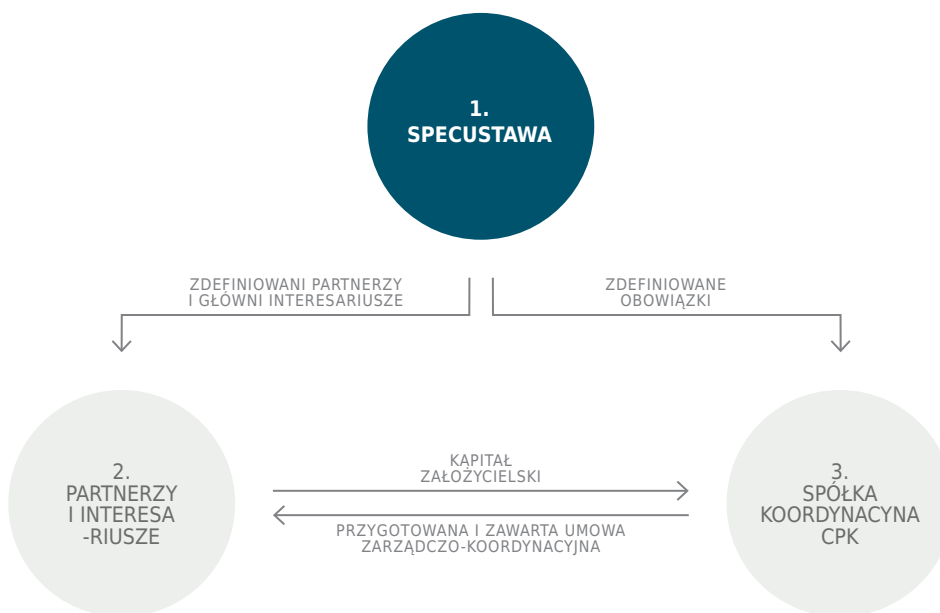 1.
SPECUSTAWA
ZDEFINIOWANI PARTNERZY
I GŁÓWNI INTERESARIUSZE
ZDEFINIOWANE
OBOWIĄZKI
2.
PARTNERZY
I INTERESA
-RIUSZE
KAPITAŁ
ZAŁOŻYCIELSKI
PRZYGOTOWANA I ZAWARTA UMOWA
ZARZĄDCZO-KOORDYNACYJNA
3.
SPÓŁKA
KOORDYNACYNA
CPK